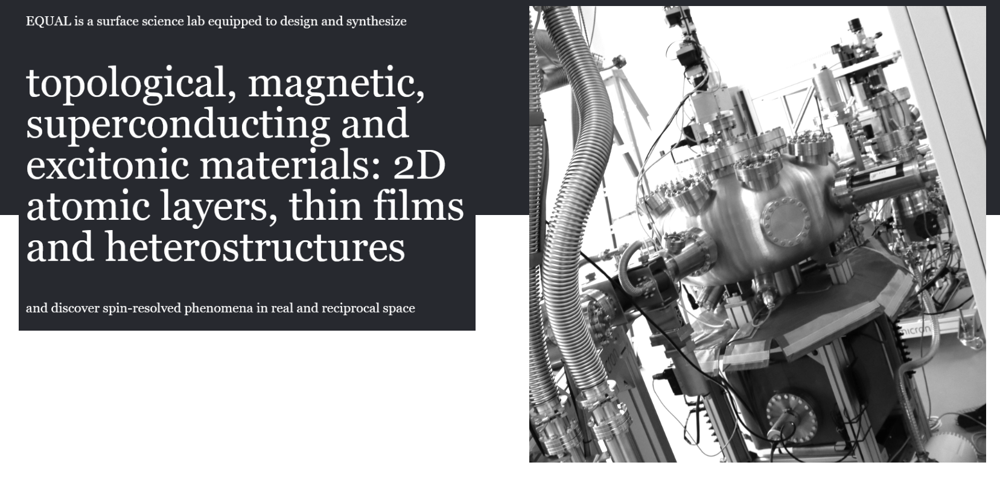 EQUAL is a surface science lab equipped to design and synthesize
topological, magnetic,
superconducting and
excitonic materials: 2D
atomic layers, thin films
and heterostructures
and discover spin-resolved phenomena in real and reciprocal space
micron